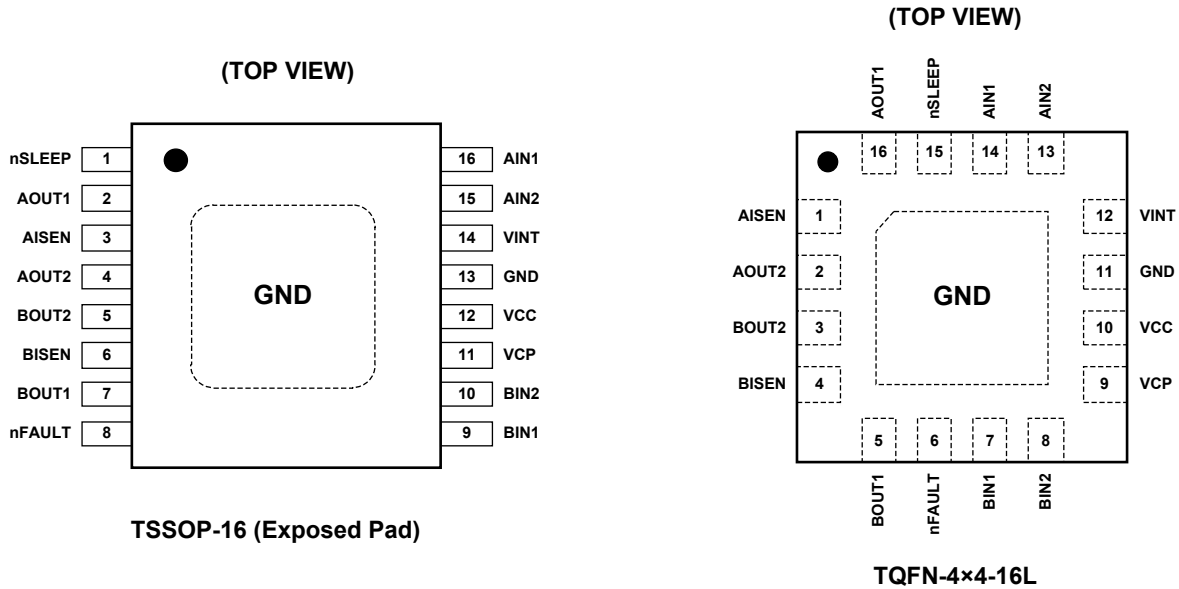 (TOP VIEW)
nSLEEP 1 16 AIN1
AOUT1 2 15 AIN2
AISEN 3 14 VINT
AOUT2 4 13 GND
GND
BOUT2 5 12 VCC
BISEN 6 11 VCP
BOUT1 7 10 BIN2
nFAULT 8 9 BIN1
TSSOP-16 (Exposed Pad)
(TOP VIEW)
AOUT1 nSLEEP AIN1 AIN2
16 15 14 13
AISEN 1 12 VINT
AOUT2 2 11 GND
GND
BOUT2 3 10 VCC
BISEN 4 9 VCP
5 6 7 8
BOUT1 nFAULT BIN1 BIN2
TQFN-4×4-16L